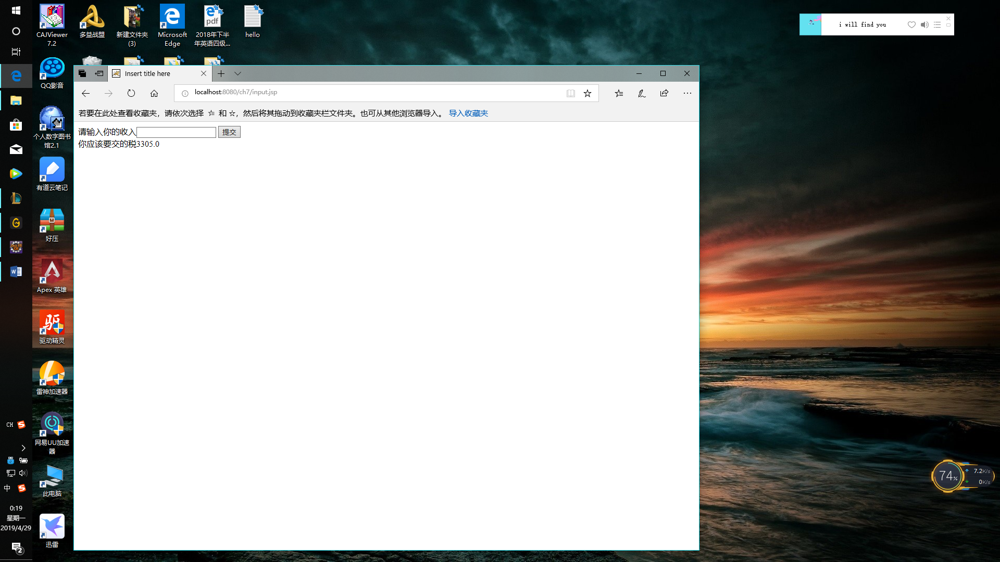 CAJViewer
7.2
多益战盟
新建文件夹
(3)
Microsoft
Edge
pdf
2018年下半
年英语四级...
hello
i will find you
QQ影音
个人数字图书
馆2.1
有道云笔记
好压
Apex 英雄
驱
驱动精灵
雷神加速器
网易UU加速
器
此电脑
迅雷
Insert title here
localhost:8080/ch7/input.jsp
若要在此处查看收藏夹，请依次选择 和 ，然后将其拖动到收藏夹栏文件夹。也可从其他浏览器导入。 导入收藏夹
请输入你的收入 提交
你应该要交的税3305.0
CH
中
0:19
星期一
2019/4/29
2
74%
7.2K/s
0K/s